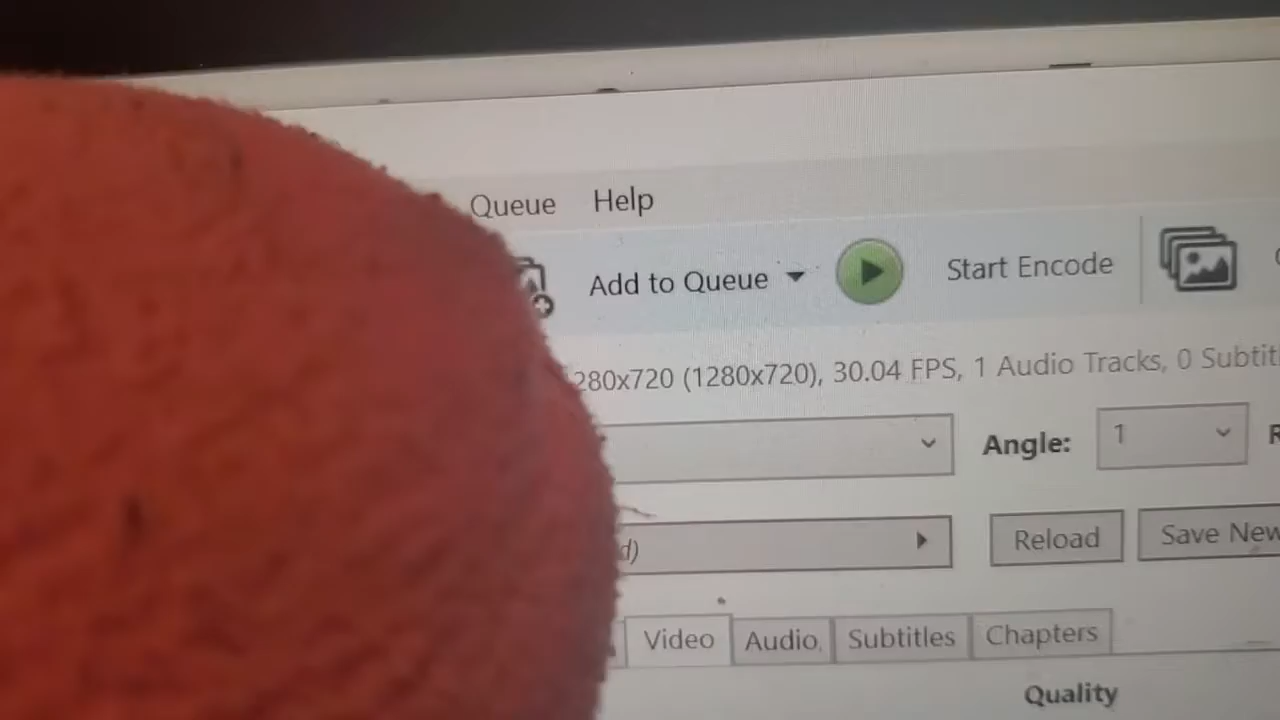 Queue Help
Add to Queue Start Encode
280x720 (1280x720), 30.04 FPS, 1 Audio Tracks, 0 Subtit
Angle: 1
d) Reload Save New
Video Audio Subtitles Chapters
Quality